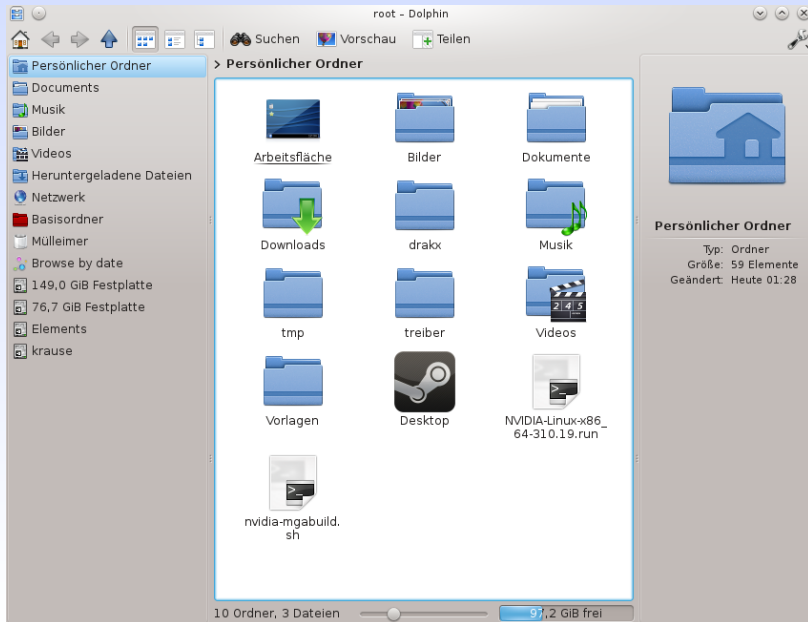 root – Dolphin
Suchen Vorschau Teilen
Persönlicher Ordner
Documents
Musik
Bilder
Videos
Heruntergeladene Dateien
Netzwerk
Basisordner
Mülleimer
Browse by date
149,0 GiB Festplatte
76,7 GiB Festplatte
Elements
krause
> Persönlicher Ordner
Arbeitsfläche Bilder Dokumente
Downloads drakx Musik
tmp treiber Videos
Vorlagen Desktop NVIDIA-Linux-x86_
64-310.19.run
nvidia-mgabuild.
sh
10 Ordner, 3 Dateien 97,2 GiB frei
Persönlicher Ordner
Typ: Ordner
Größe: 59 Elemente
Geändert: Heute 01:28